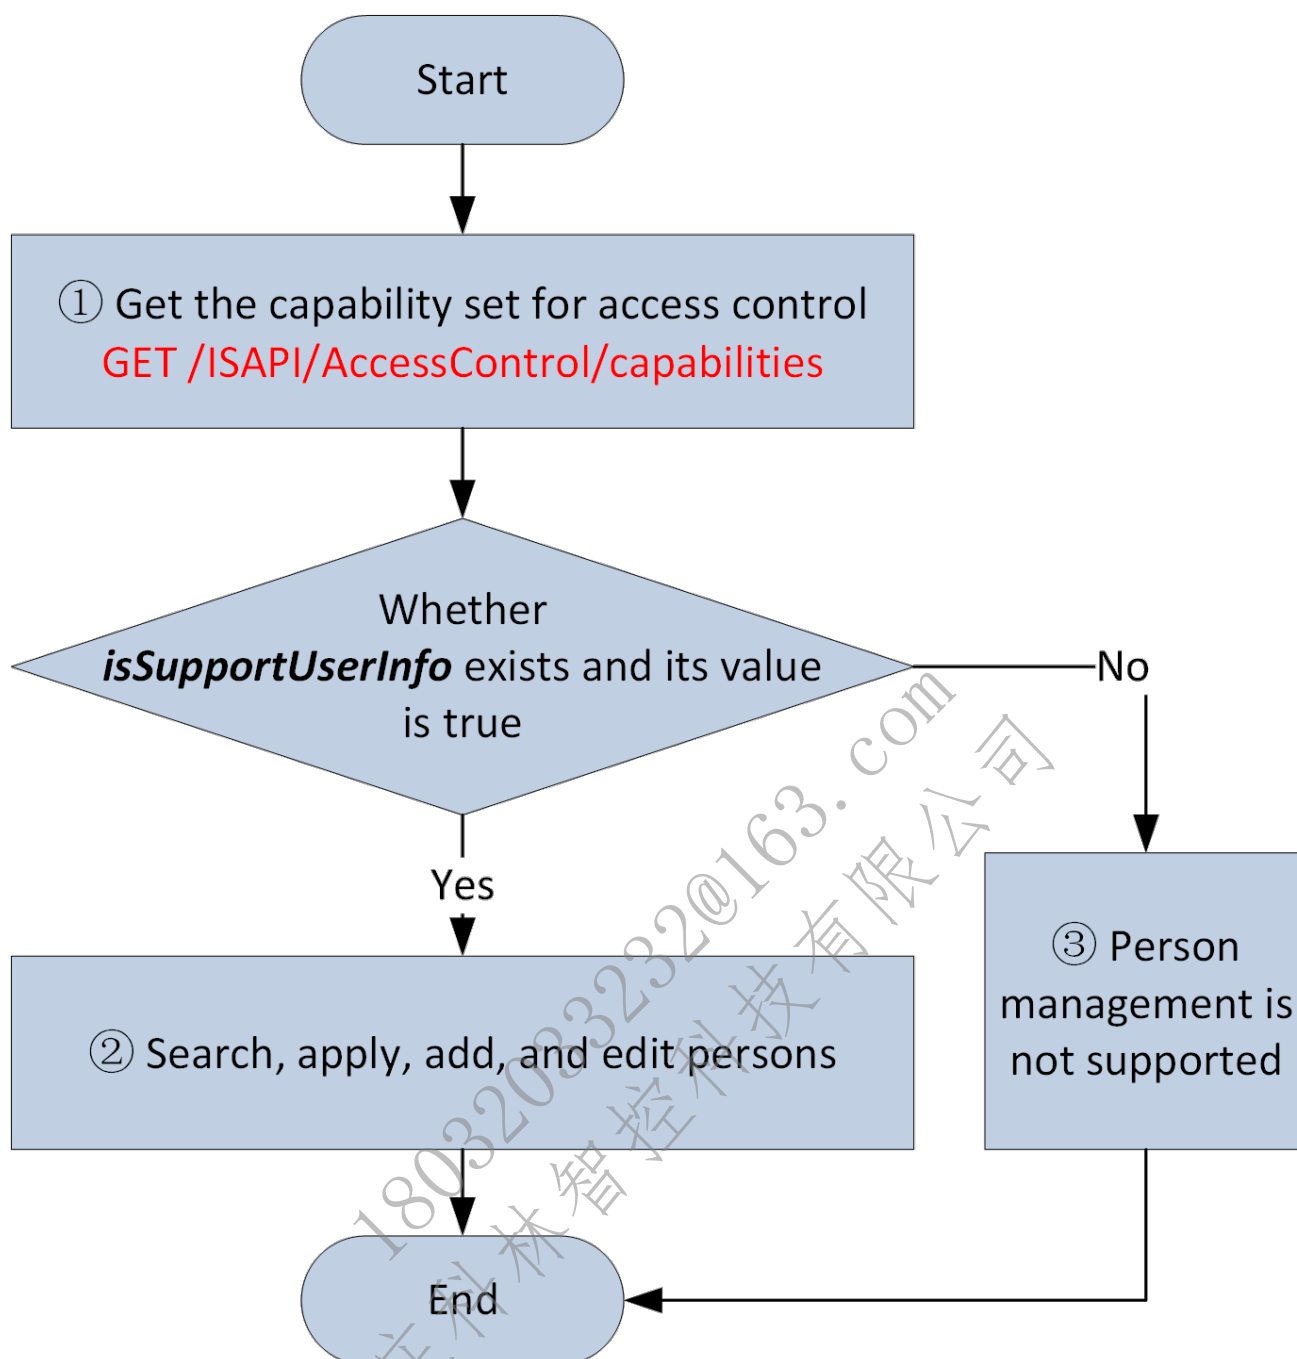 Start
① Get the capability set for access control
GET /ISAPI/AccessControl/capabilities
Whether
isSupportUserInfo exists and its value
is true
No
Yes
② Search, apply, add, and edit persons
③ Person
management is
not supported
End
18032033232@163.com
科林智控科技有限公司